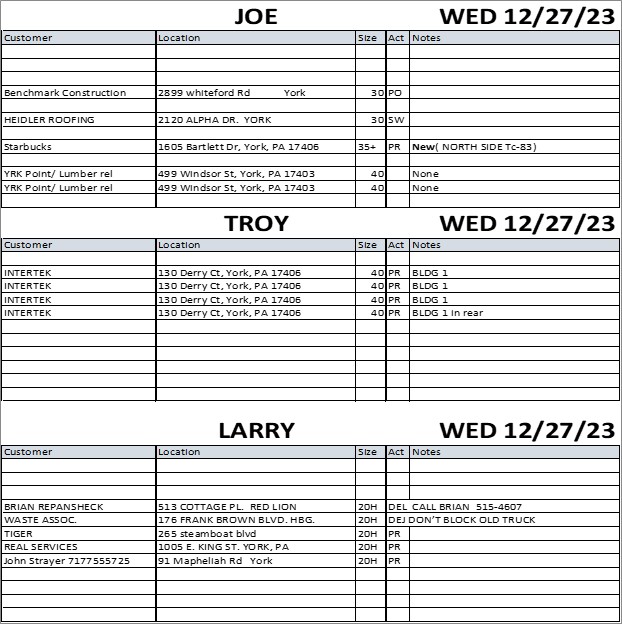 JOE WED 12/27/23
Customer Location Size Act Notes
Benchmark Construction 2899 whiteford Rd York 30 PO
HEIDLER ROOFING 2120 ALPHA DR. YORK 30 SW
Starbucks 1605 Bartlett Dr, York, PA 17406 35+ PR New( NORTH SIDE Tc-83)
YRK Point/ Lumber rel 499 Windsor St, York, PA 17403 40 None
YRK Point/ Lumber rel 499 Windsor St, York, PA 17403 40 None
TROY WED 12/27/23
Customer Location Size Act Notes
INTERTEK 130 Derry Ct, York, PA 17406 40 PR BLDG 1
INTERTEK 130 Derry Ct, York, PA 17406 40 PR BLDG 1
INTERTEK 130 Derry Ct, York, PA 17406 40 PR BLDG 1
INTERTEK 130 Derry Ct, York, PA 17406 40 PR BLDG 1 in rear
LARRY WED 12/27/23
Customer Location Size Act Notes
BRIAN REPANSHECK 513 COTTAGE PL. RED LION 20H DEL CALL BRIAN 515-4607
WASTE ASSOC. 176 FRANK BROWN BLVD. HBG. 20H DEJ DON'T BLOCK OLD TRUCK
TIGER 265 steamboat blvd 20H PR
REAL SERVICES 1005 E. KING ST. YORK, PA 20H PR
John Strayer 7177555725 91 Mapheliah Rd York 20H PR